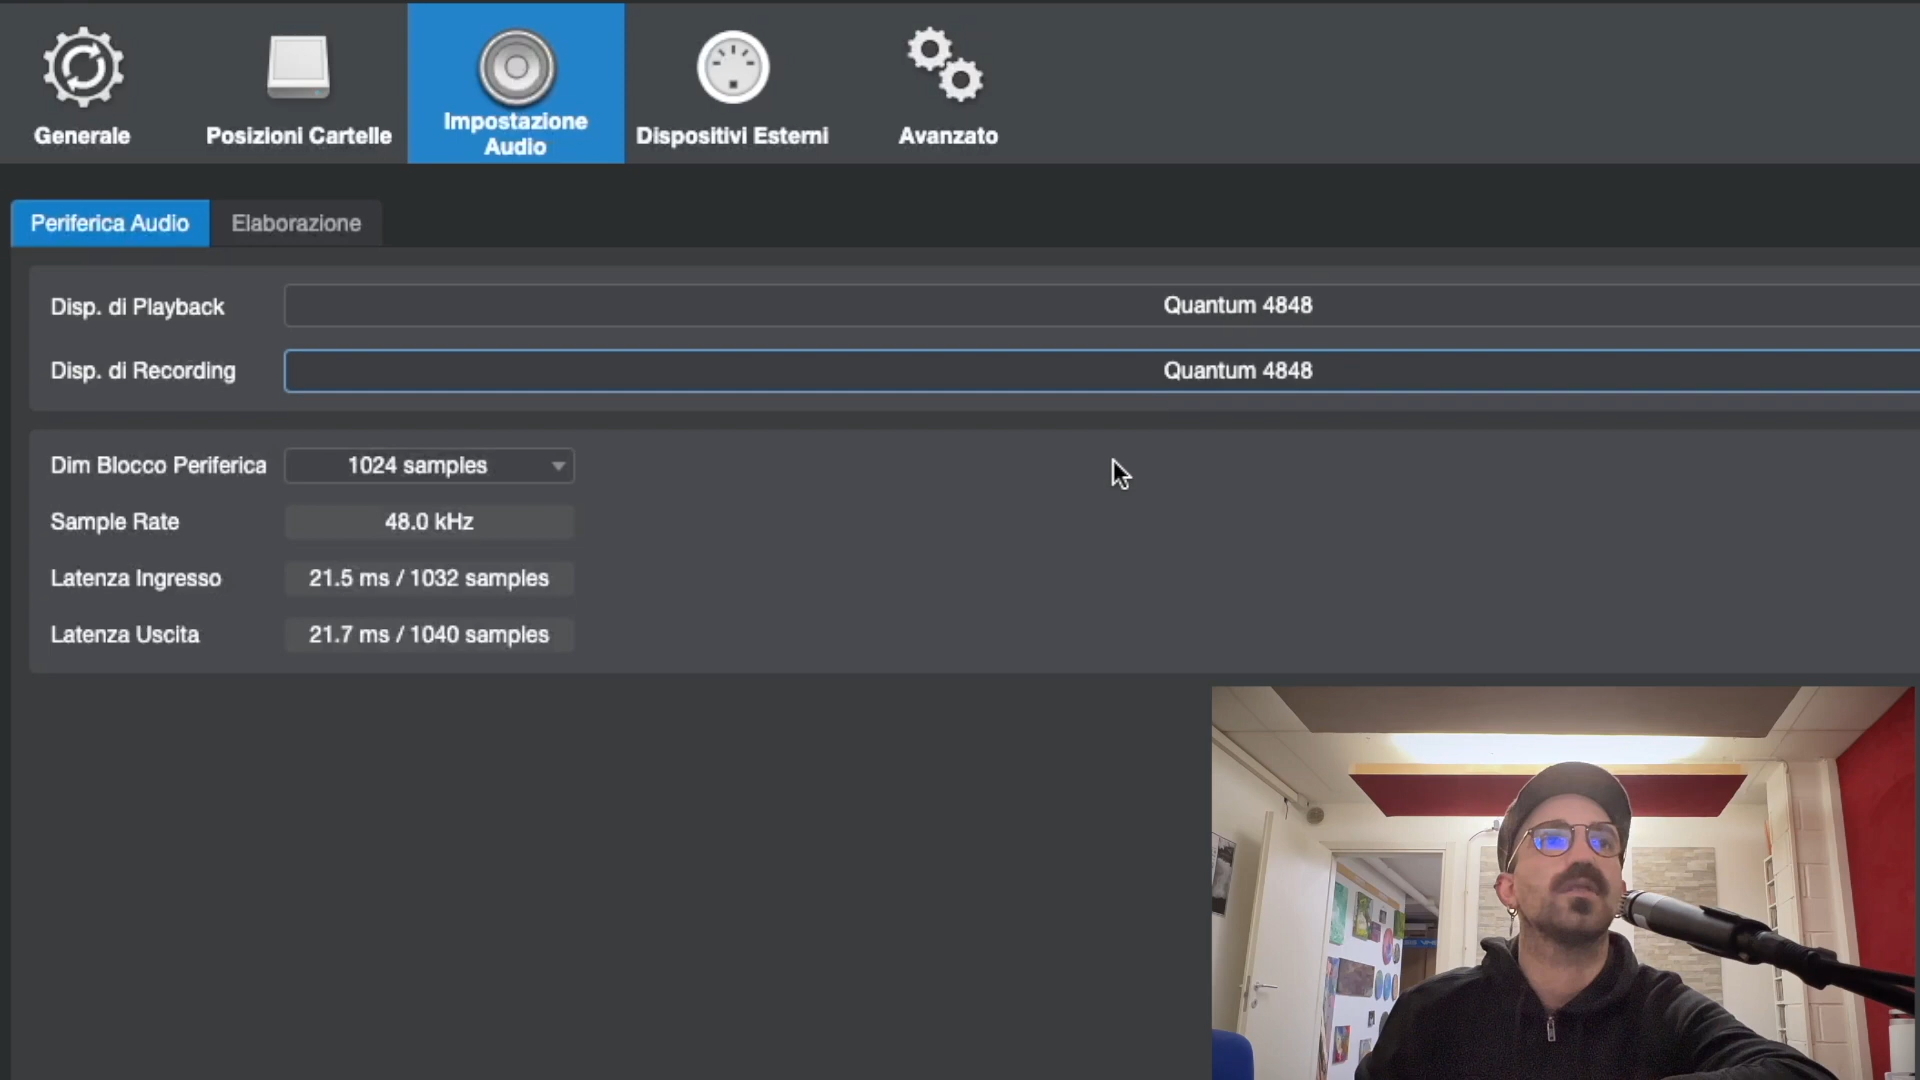 Generale
Posizioni Cartelle
Impostazione
Audio
Dispositivi Esterni
Avanzato
Periferica Audio
Elaborazione
Disp. di Playback
Quantum 4848
Disp. di Recording
Quantum 4848
Dim Blocco Periferica
1024 samples
Sample Rate
48.0 kHz
Latenza Ingresso
21.5 ms / 1032 samples
Latenza Uscita
21.7 ms / 1040 samples